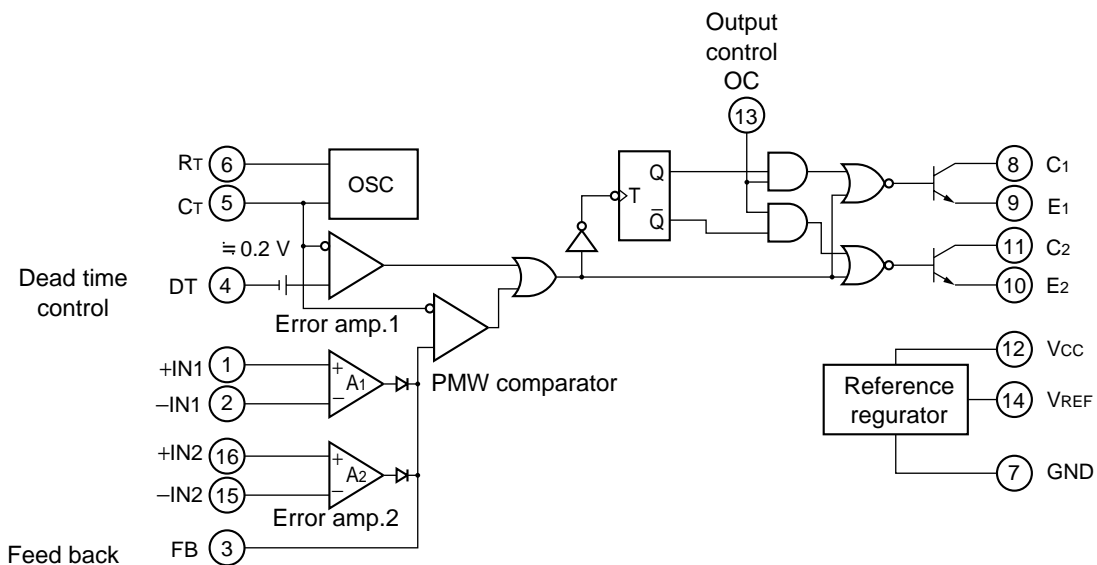 Output
control
OC
13
RT 6
CT 5
OSC
≒ 0.2 V
Dead time
control
DT 4
Error amp.1
+IN1 1
−IN1 2
+ A1 −
PMW comparator
+IN2 16
−IN2 15
+ A2 −
Error amp.2
Feed back
FB 3
T
Q
Q̅
8 C1
9 E1
11 C2
10 E2
12 VCC
Reference
regurator
14 VREF
7 GND